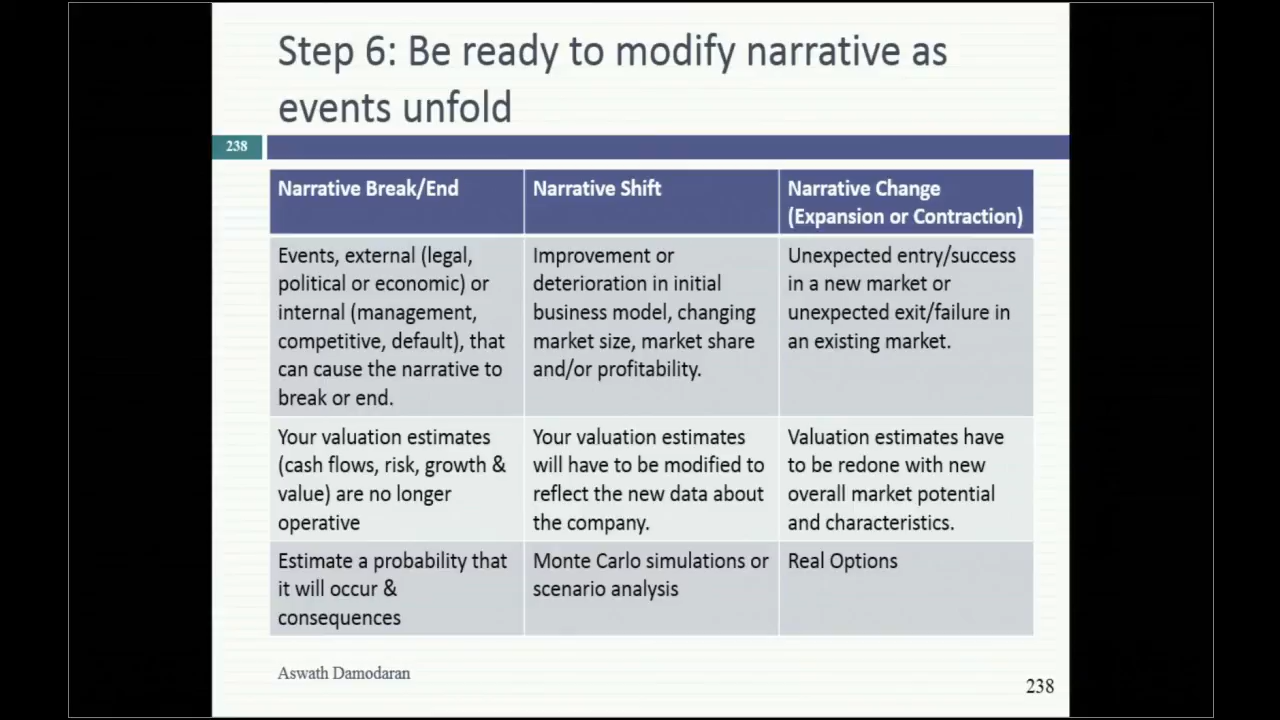 Step 6: Be ready to modify narrative as
events unfold
238
Narrative Break/End
Narrative Shift
Narrative Change
(Expansion or Contraction)
Events, external (legal,
political or economic) or
internal (management,
competitive, default), that
can cause the narrative to
break or end.
Improvement or
deterioration in initial
business model, changing
market size, market share
and/or profitability.
Unexpected entry/success
in a new market or
unexpected exit/failure in
an existing market.
Your valuation estimates
(cash flows, risk, growth &
value) are no longer
operative
Your valuation estimates
will have to be modified to
reflect the new data about
the company.
Valuation estimates have
to be redone with new
overall market potential
and characteristics.
Estimate a probability that
it will occur &
consequences
Monte Carlo simulations or
scenario analysis
Real Options
Aswath Damodaran
238